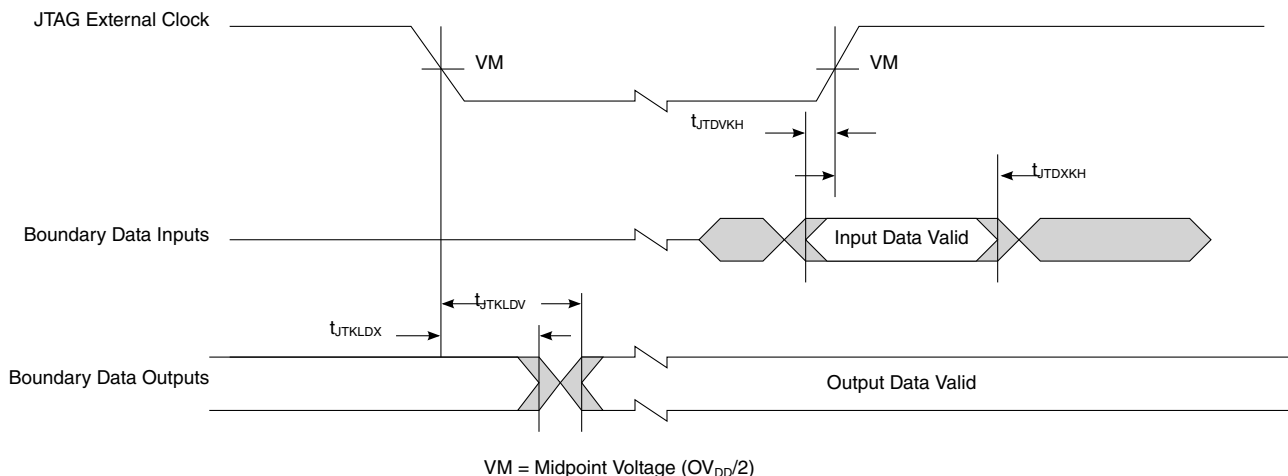 JTAG External Clock
VM
VM
tJTDVKH
tJTDXKH
Boundary Data Inputs
Input Data Valid
tJTKLDV
tJTKLDX
Boundary Data Outputs
Output Data Valid
VM = Midpoint Voltage (OVDD/2)